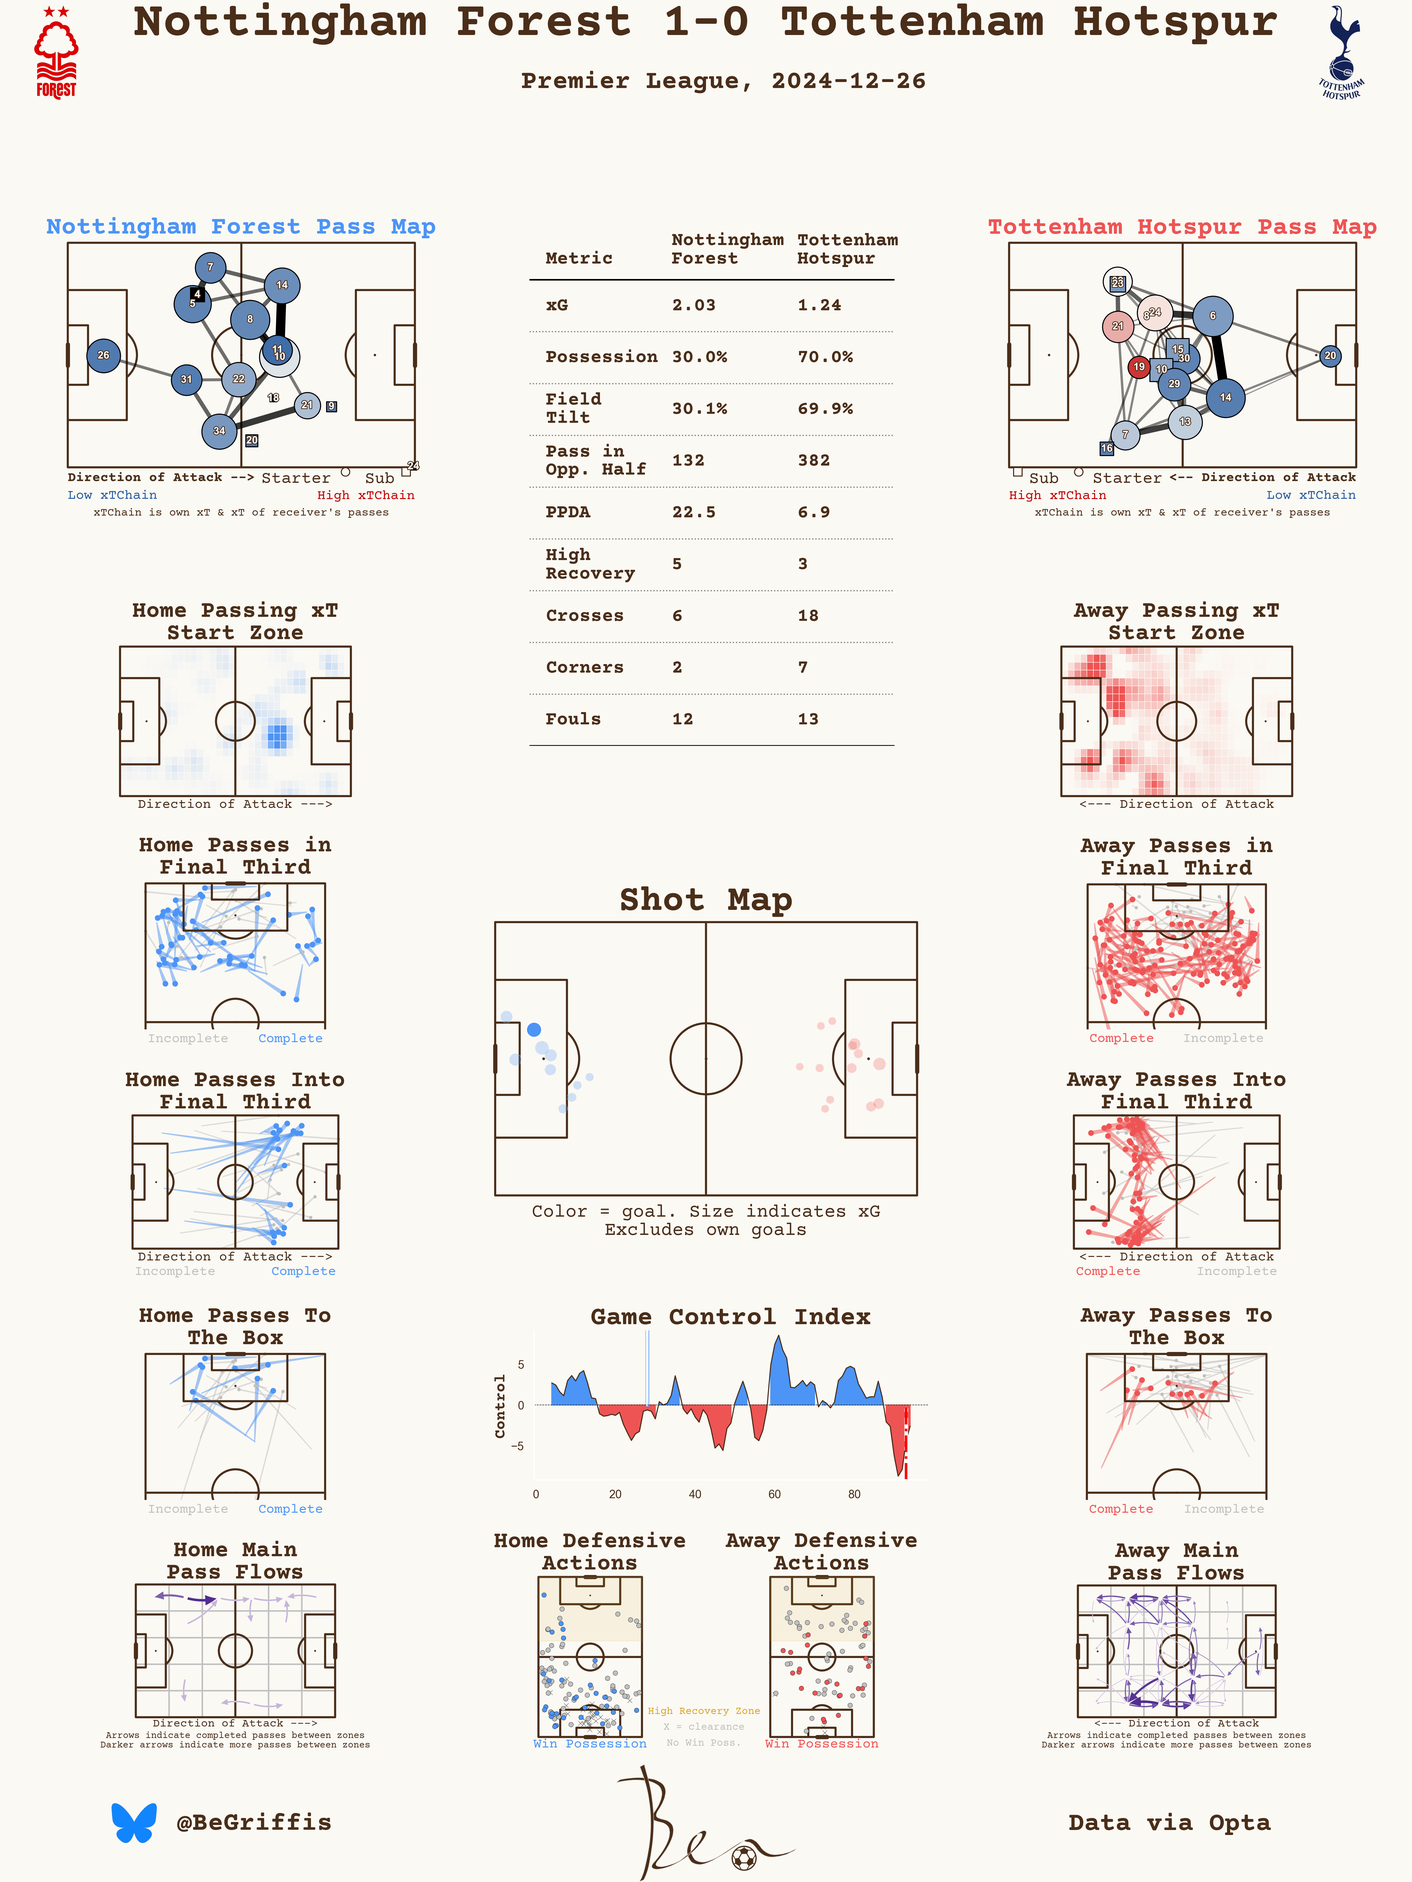 Nottingham Forest 1-0 Tottenham Hotspur
Premier League, 2024-12-26
FOREST
TOTTENHAM
HOTSPUR
Nottingham Forest Pass Map
7
14
4
5
8
11
10
26
31
22
18
21
9
34
20
24
Direction of Attack --> Starter Sub
Low xTChain High xTChain
xTChain is own xT & xT of receiver's passes
Metric Nottingham Forest Tottenham Hotspur
xG 2.03 1.24
Possession 30.0% 70.0%
Field Tilt 30.1% 69.9%
Pass in Opp. Half 132 382
PPDA 22.5 6.9
High Recovery 5 3
Crosses 6 18
Corners 2 7
Fouls 12 13
Tottenham Hotspur Pass Map
23
8
24
6
21
15
30
20
19
10
29
14
13
7
16
Sub Starter <-- Direction of Attack
High xTChain Low xTChain
xTChain is own xT & xT of receiver's passes
Home Passing xT
Start Zone
Direction of Attack --->
Away Passing xT
Start Zone
<--- Direction of Attack
Home Passes in
Final Third
Incomplete Complete
Away Passes in
Final Third
Complete Incomplete
Shot Map
Color = goal. Size indicates xG
Excludes own goals
Home Passes Into
Final Third
Direction of Attack --->
Incomplete Complete
Away Passes Into
Final Third
<--- Direction of Attack
Complete Incomplete
Home Passes To
The Box
Incomplete Complete
Game Control Index
Control
5
0
−5
0 20 40 60 80
Away Passes To
The Box
Complete Incomplete
Home Main
Pass Flows
Direction of Attack --->
Arrows indicate completed passes between zones
Darker arrows indicate more passes between zones
Home Defensive
Actions
Win Possession
High Recovery Zone
X = clearance
No Win Poss.
Away Defensive
Actions
Win Possession
Away Main
Pass Flows
<--- Direction of Attack
Arrows indicate completed passes between zones
Darker arrows indicate more passes between zones
@BeGriffis
Ben
Data via Opta